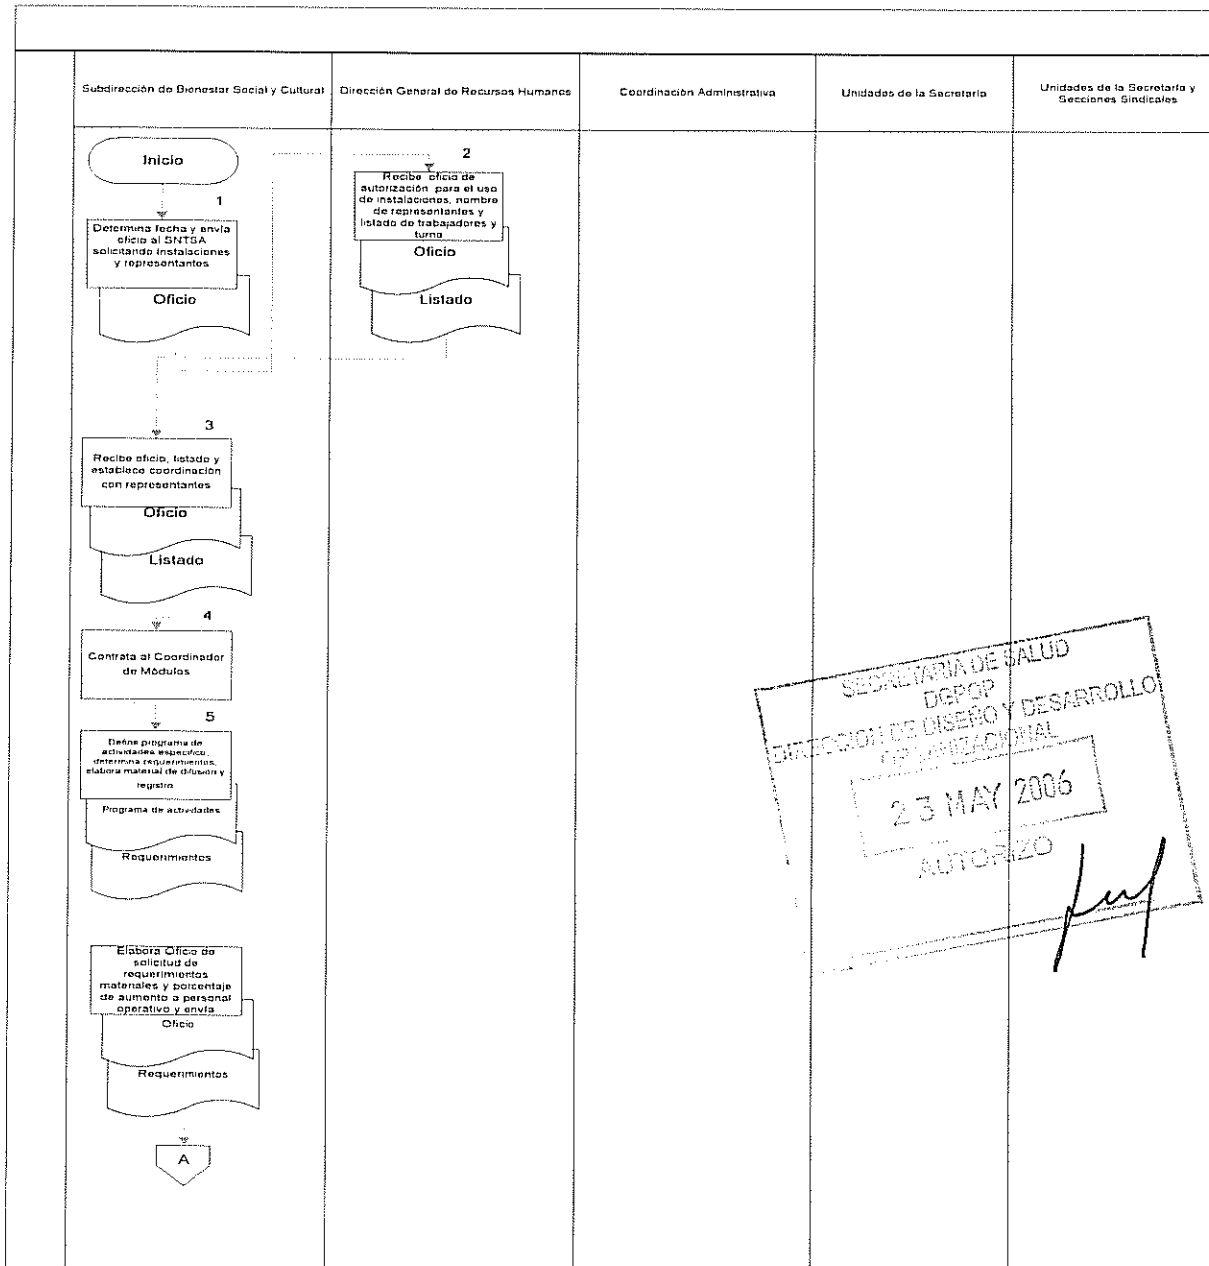 Subdirección de Bienestar Social y Cultural
Dirección General de Recursos Humanos
Coordinación Administrativa
Unidades de la Secretaría
Unidades de la Secretaría y
Secciones Sindicales
Inicio
1
Determina fecha y envía
oficio al SNTSA
solicitando instalaciones
y representantes
Oficio
2
Recibe oficio de
autorización para el uso
de instalaciones, nombre
de representantes y
listado de trabajadores y
turno
Oficio
Listado
3
Recibe oficio, listado y
establece coordinación
con representantes
Oficio
Listado
4
Contrata al Coordinador
de Módulos
5
Define programa de
actividades específico,
determina requerimientos,
elabora material de difusión y
registro
Programa de actividades
Requerimientos
Elabora Oficio de
solicitud de
requerimientos
materiales y porcentaje
de aumento a personal
operativo y envía
Oficio
Requerimientos
A
SECRETARIA DE SALUD
DGPOP
DIRECCION DE DISEÑO Y DESARROLLO
ORGANIZACIONAL
23 MAY 2006
AUTORIZO